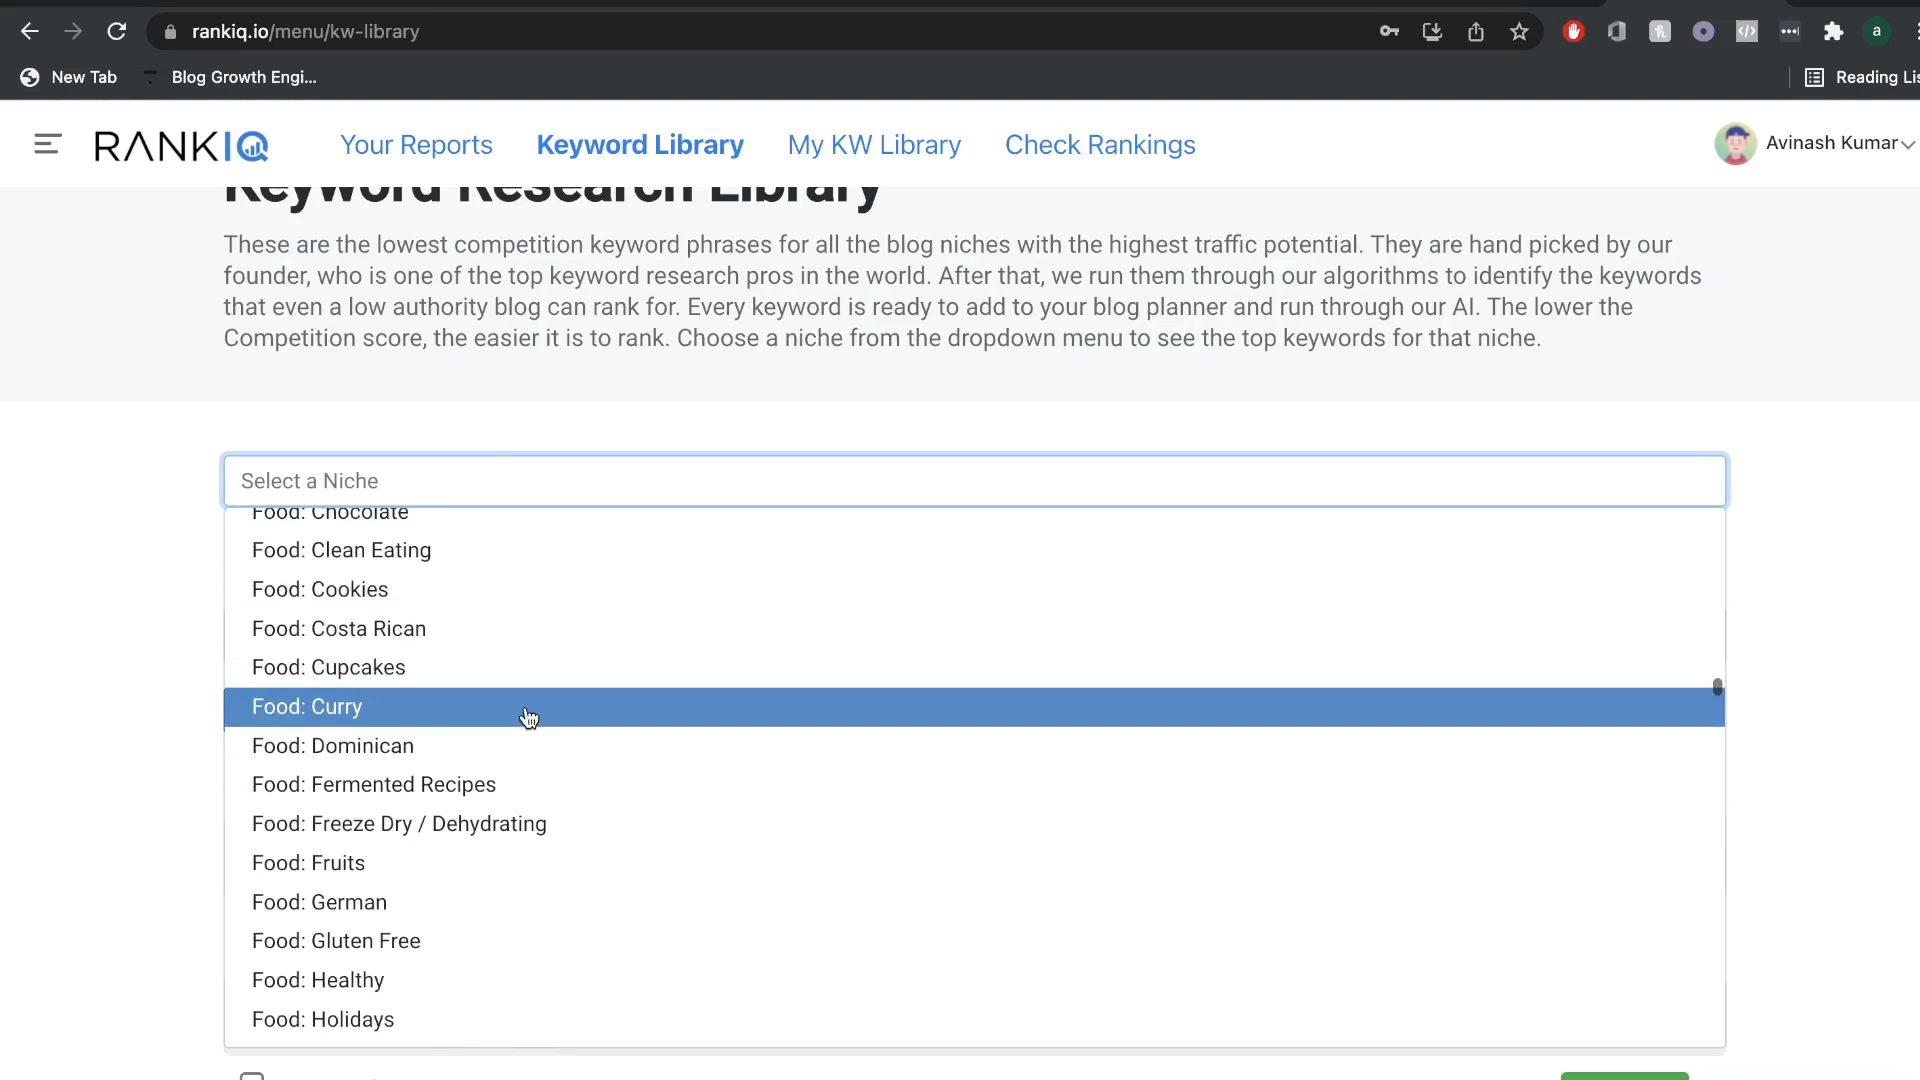 rankiq.io/menu/kw-library
a
New Tab
Blog Growth Engi...
Reading Lis
RANKIQ
Your Reports
Keyword Library
My KW Library
Check Rankings
Avinash Kumar
Keyword Research Library
These are the lowest competition keyword phrases for all the blog niches with the highest traffic potential. They are hand picked by our
founder, who is one of the top keyword research pros in the world. After that, we run them through our algorithms to identify the keywords
that even a low authority blog can rank for. Every keyword is ready to add to your blog planner and run through our AI. The lower the
Competition score, the easier it is to rank. Choose a niche from the dropdown menu to see the top keywords for that niche.
Select a Niche
Food: Chocolate
Food: Clean Eating
Food: Cookies
Food: Costa Rican
Food: Cupcakes
Food: Curry
Food: Dominican
Food: Fermented Recipes
Food: Freeze Dry / Dehydrating
Food: Fruits
Food: German
Food: Gluten Free
Food: Healthy
Food: Holidays